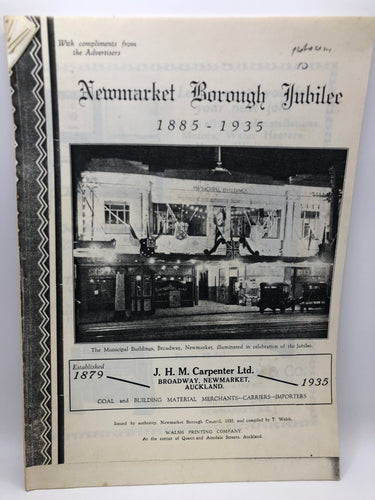 With compliments from
the Advertisers
Newmarket Borough Jubilee
1885 - 1935
MUNICIPAL BUILDINGS
The Municipal Buildings, Broadway, Newmarket, illuminated in celebration of the Jubilee.
Established
1879
J. H. M. Carpenter Ltd.
BROADWAY, NEWMARKET,
AUCKLAND.
1935
COAL and BUILDING MATERIAL MERCHANTS—CARRIERS—IMPORTERS
Issued by authority, Newmarket Borough Council, 1935, and compiled by T. Walsh.
WALSH PRINTING COMPANY,
At the corner of Queen and Airedale Streets, Auckland.